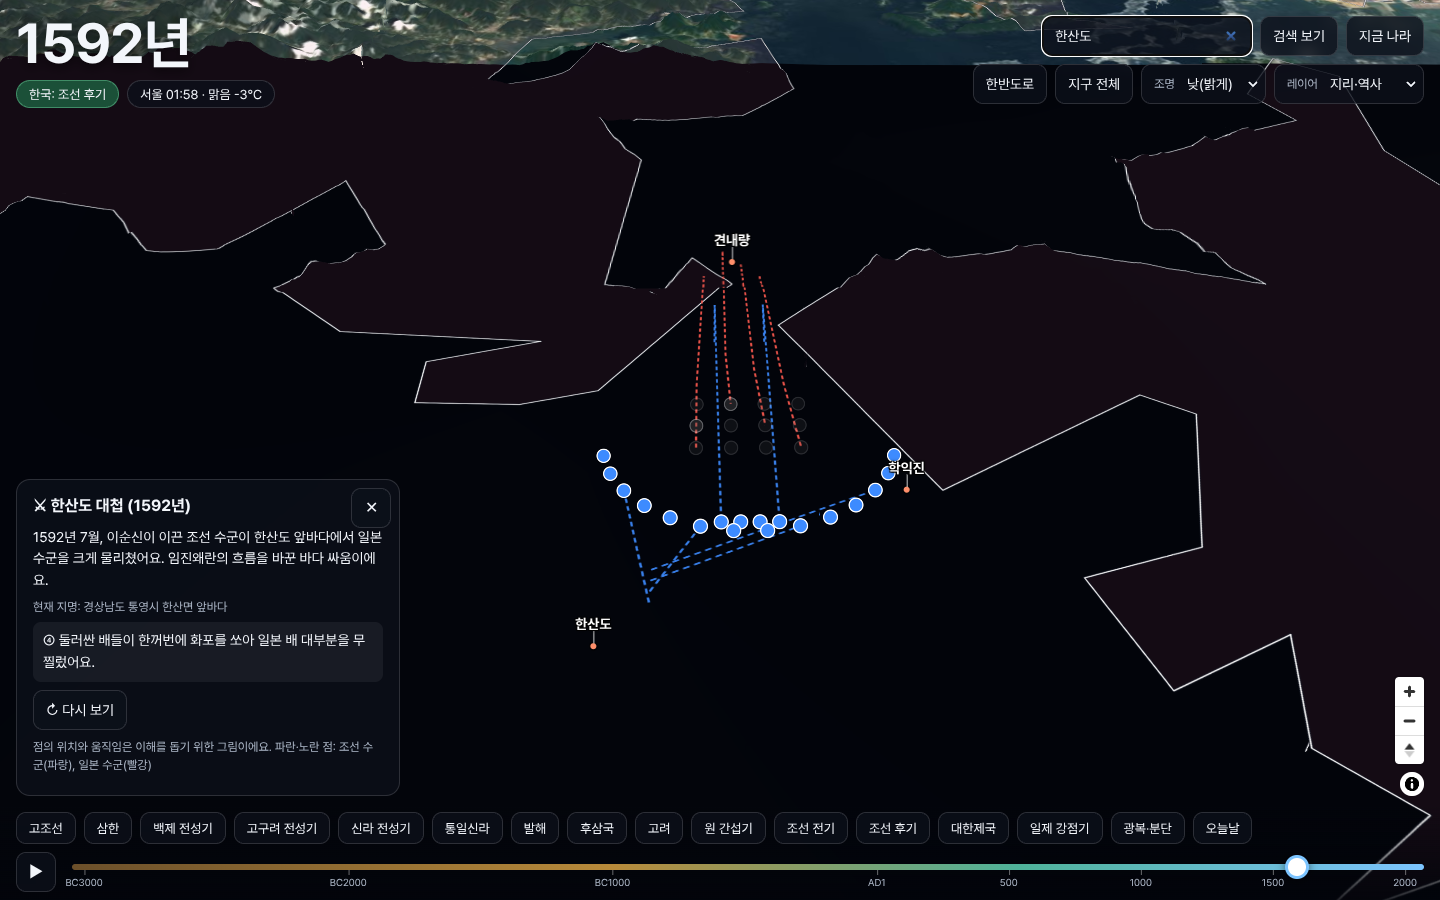 1592년
한국: 조선 후기
서울 01:58 · 맑음 -3°C
한산도
검색 보기
지금 나라
한반도로
지구 전체
조명 낮(밝게)
레이어 지리·역사
견내량
학익진
한산도
⚔ 한산도 대첩 (1592년)
1592년 7월, 이순신이 이끈 조선 수군이 한산도 앞바다에서 일본
수군을 크게 물리쳤어요. 임진왜란의 흐름을 바꾼 바다 싸움이에
요.
현재 지명: 경상남도 통영시 한산면 앞바다
④ 둘러싼 배들이 한꺼번에 화포를 쏘아 일본 배 대부분을 무
찔렀어요.
↻ 다시 보기
점의 위치와 움직임은 이해를 돕기 위한 그림이에요. 파란·노란 점: 조선 수
군(파랑), 일본 수군(빨강)
고조선
삼한
백제 전성기
고구려 전성기
신라 전성기
통일신라
발해
후삼국
고려
원 간섭기
조선 전기
조선 후기
대한제국
일제 강점기
광복·분단
오늘날
BC3000
BC2000
BC1000
AD1
500
1000
1500
2000